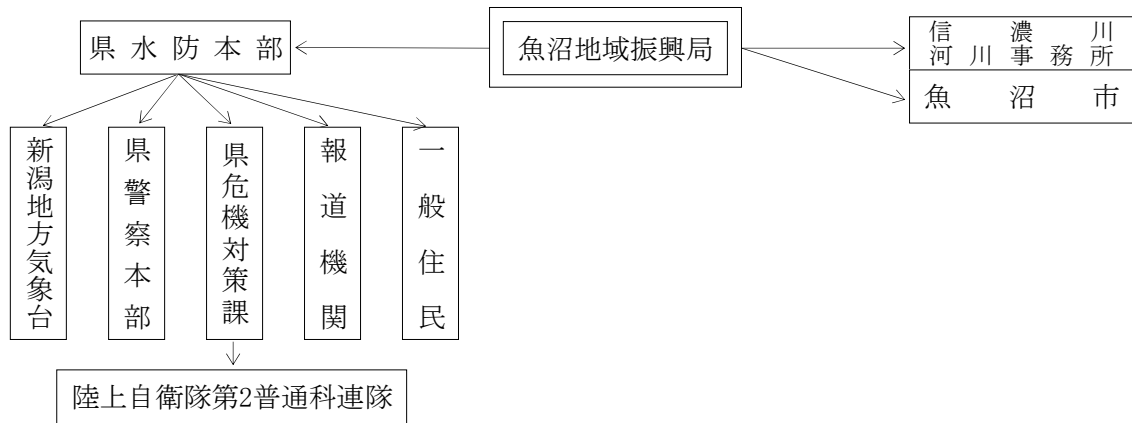 県水防本部
魚沼地域振興局
信濃川
河川事務所
魚沼市
新潟地方気象台
県警察本部
県危機対策課
報道機関
一般住民
陸上自衛隊第2普通科連隊